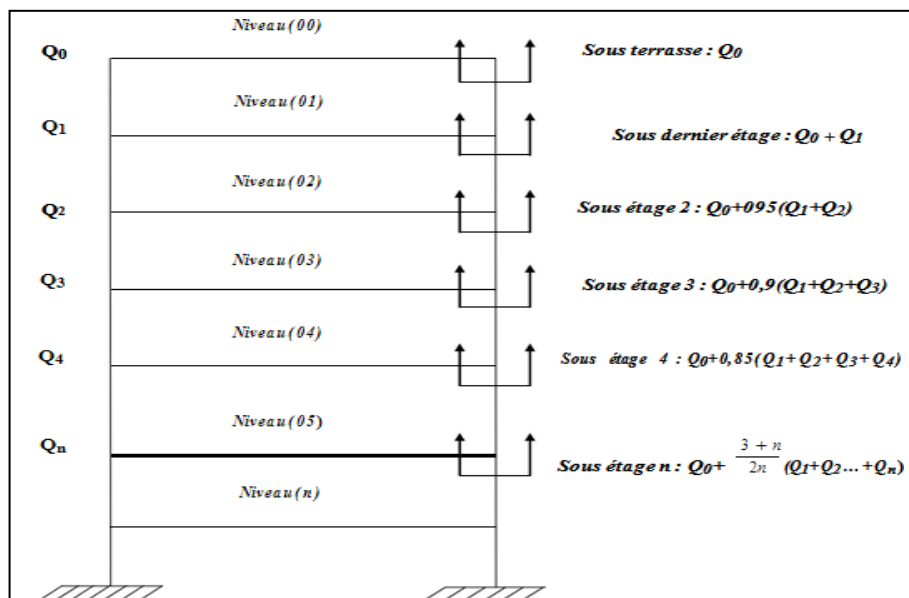 Niveau(00)
Q0 Sous terrasse : Q0
Niveau(01)
Q1 Sous dernier étage : Q0 + Q1
Niveau(02)
Q2 Sous étage 2 : Q0+095(Q1+Q2)
Niveau(03)
Q3 Sous étage 3 : Q0+0,9(Q1+Q2+Q3)
Niveau(04)
Q4 Sous étage 4 : Q0+0,85(Q1+Q2+Q3+Q4)
Niveau(05)
Qn Sous étage n : Q0+ 3 + n / 2n (Q1+Q2...+Qn)
Niveau(n)